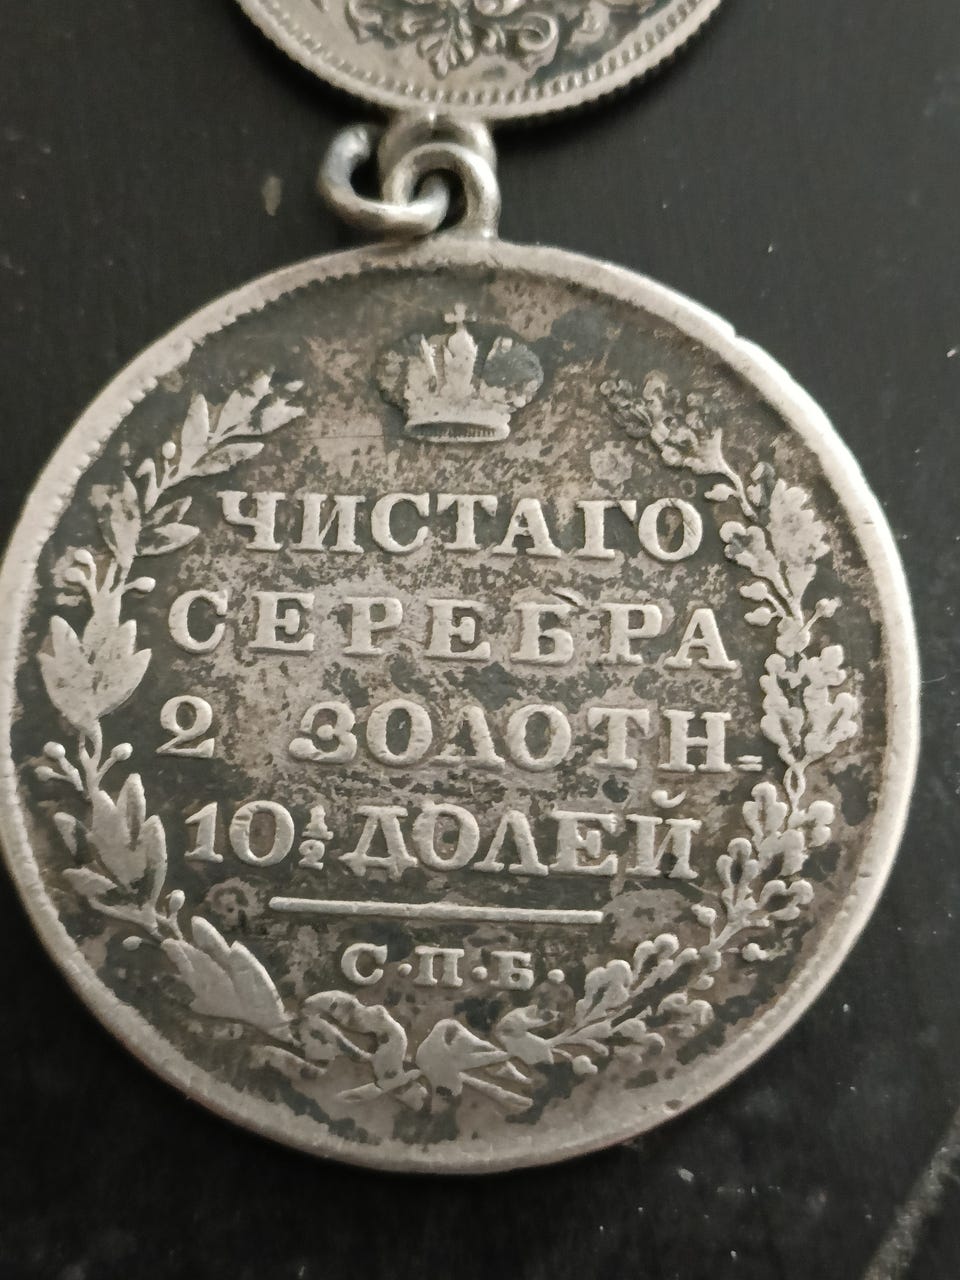 ЧИСТАГО
СЕРЕБРА
2 ЗОЛОТН=
10½ ДОЛЕЙ
С·П·Б·